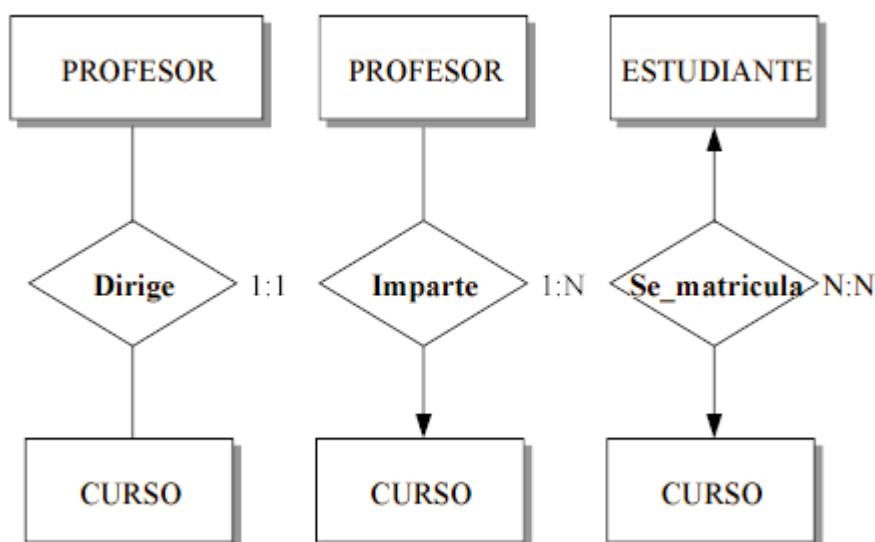 PROFESOR
PROFESOR
ESTUDIANTE
Dirige
1:1
Imparte
1:N
Se_matricula
N:N
CURSO
CURSO
CURSO